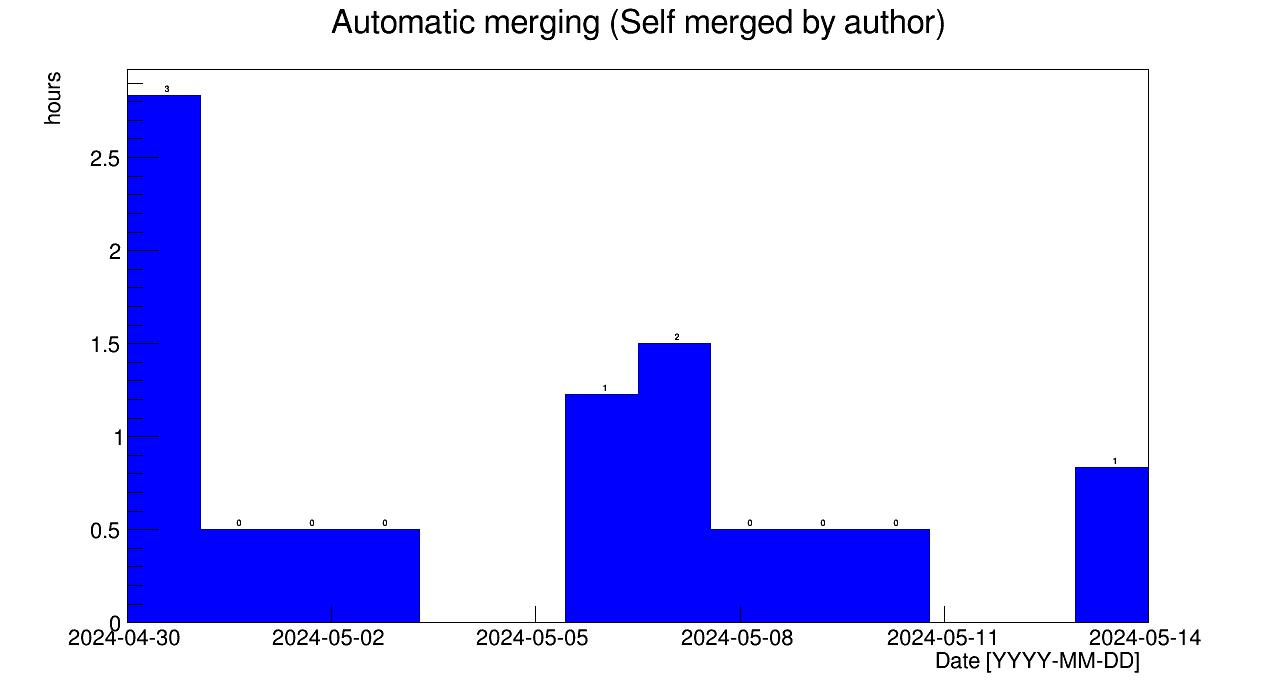 Automatic merging (Self merged by author)
hours
3
2.5
2
1.5
2
1
1
1
0.5
0 0 0 0 0 0
0
2024-04-30 2024-05-02 2024-05-05 2024-05-08 2024-05-11 2024-05-14
Date [YYYY-MM-DD]